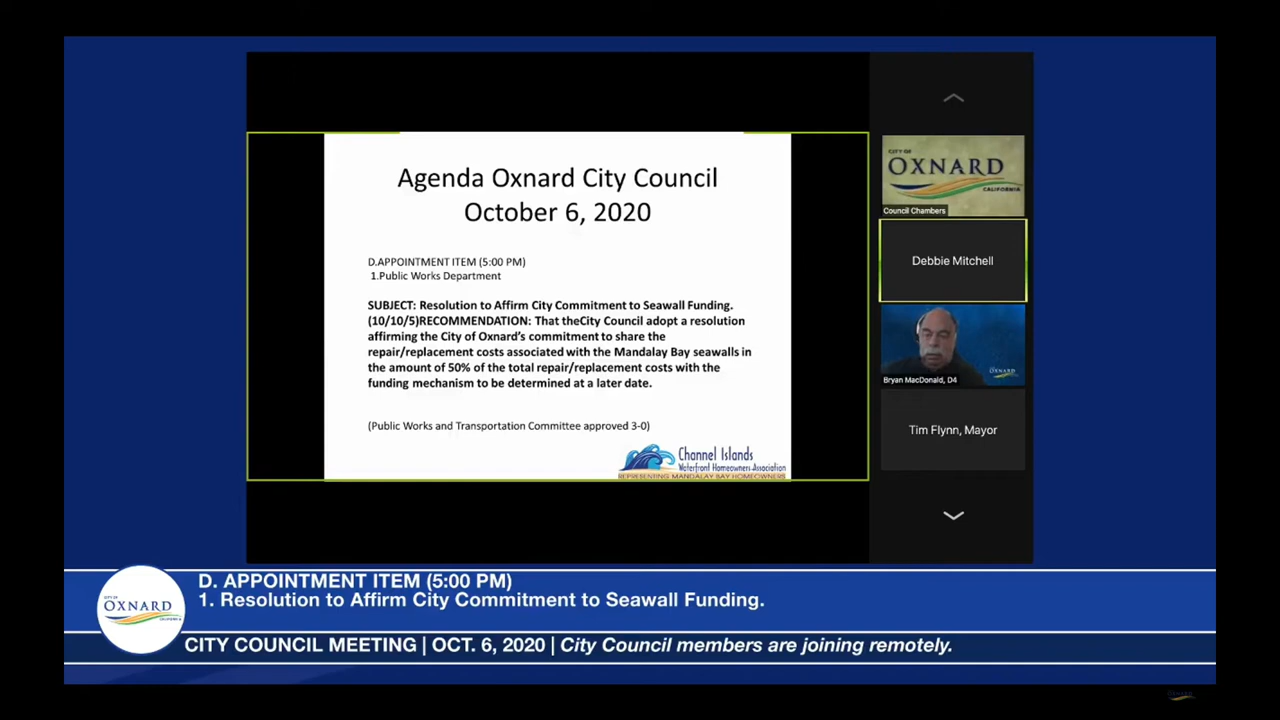 Agenda Oxnard City Council
October 6, 2020
D.APPOINTMENT ITEM (5:00 PM)
1.Public Works Department
SUBJECT: Resolution to Affirm City Commitment to Seawall Funding.
(10/10/5)RECOMMENDATION: That theCity Council adopt a resolution
affirming the City of Oxnard's commitment to share the
repair/replacement costs associated with the Mandalay Bay seawalls in
the amount of 50% of the total repair/replacement costs with the
funding mechanism to be determined at a later date.
(Public Works and Transportation Committee approved 3-0)
Channel Islands
Waterfront Homeowners Association
REPRESENTING MANDALAY BAY HOMEOWNERS
CITY OF
OXNARD
CALIFORNIA
Council Chambers
Debbie Mitchell
OXNARD
Bryan MacDonald, D4
Tim Flynn, Mayor
CITY OF
OXNARD
CALIFORNIA
D. APPOINTMENT ITEM (5:00 PM)
1. Resolution to Affirm City Commitment to Seawall Funding.
CITY COUNCIL MEETING | OCT. 6, 2020 | City Council members are joining remotely.
OXNARD